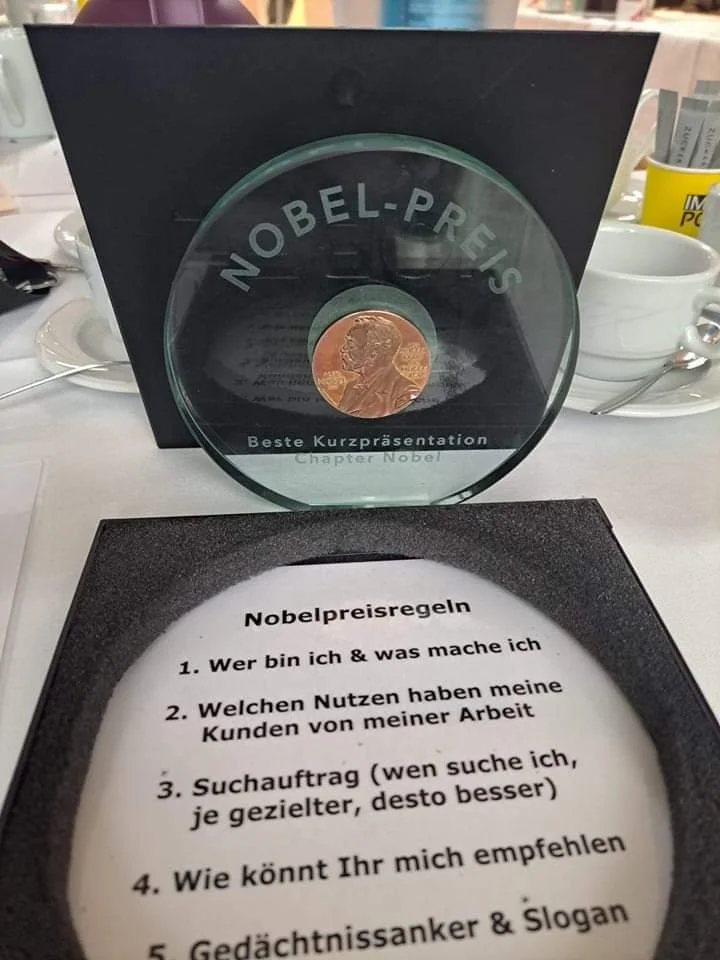 NOBEL-PREIS
Beste Kurzpräsentation
Chapter Nobel
ZUCKER
Nobelpreisregeln
1. Wer bin ich & was mache ich
2. Welchen Nutzen haben meine
Kunden von meiner Arbeit
3. Suchauftrag (wen suche ich,
je gezielter, desto besser)
4. Wie könnt Ihr mich empfehlen
5. Gedächtnissanker & Slogan